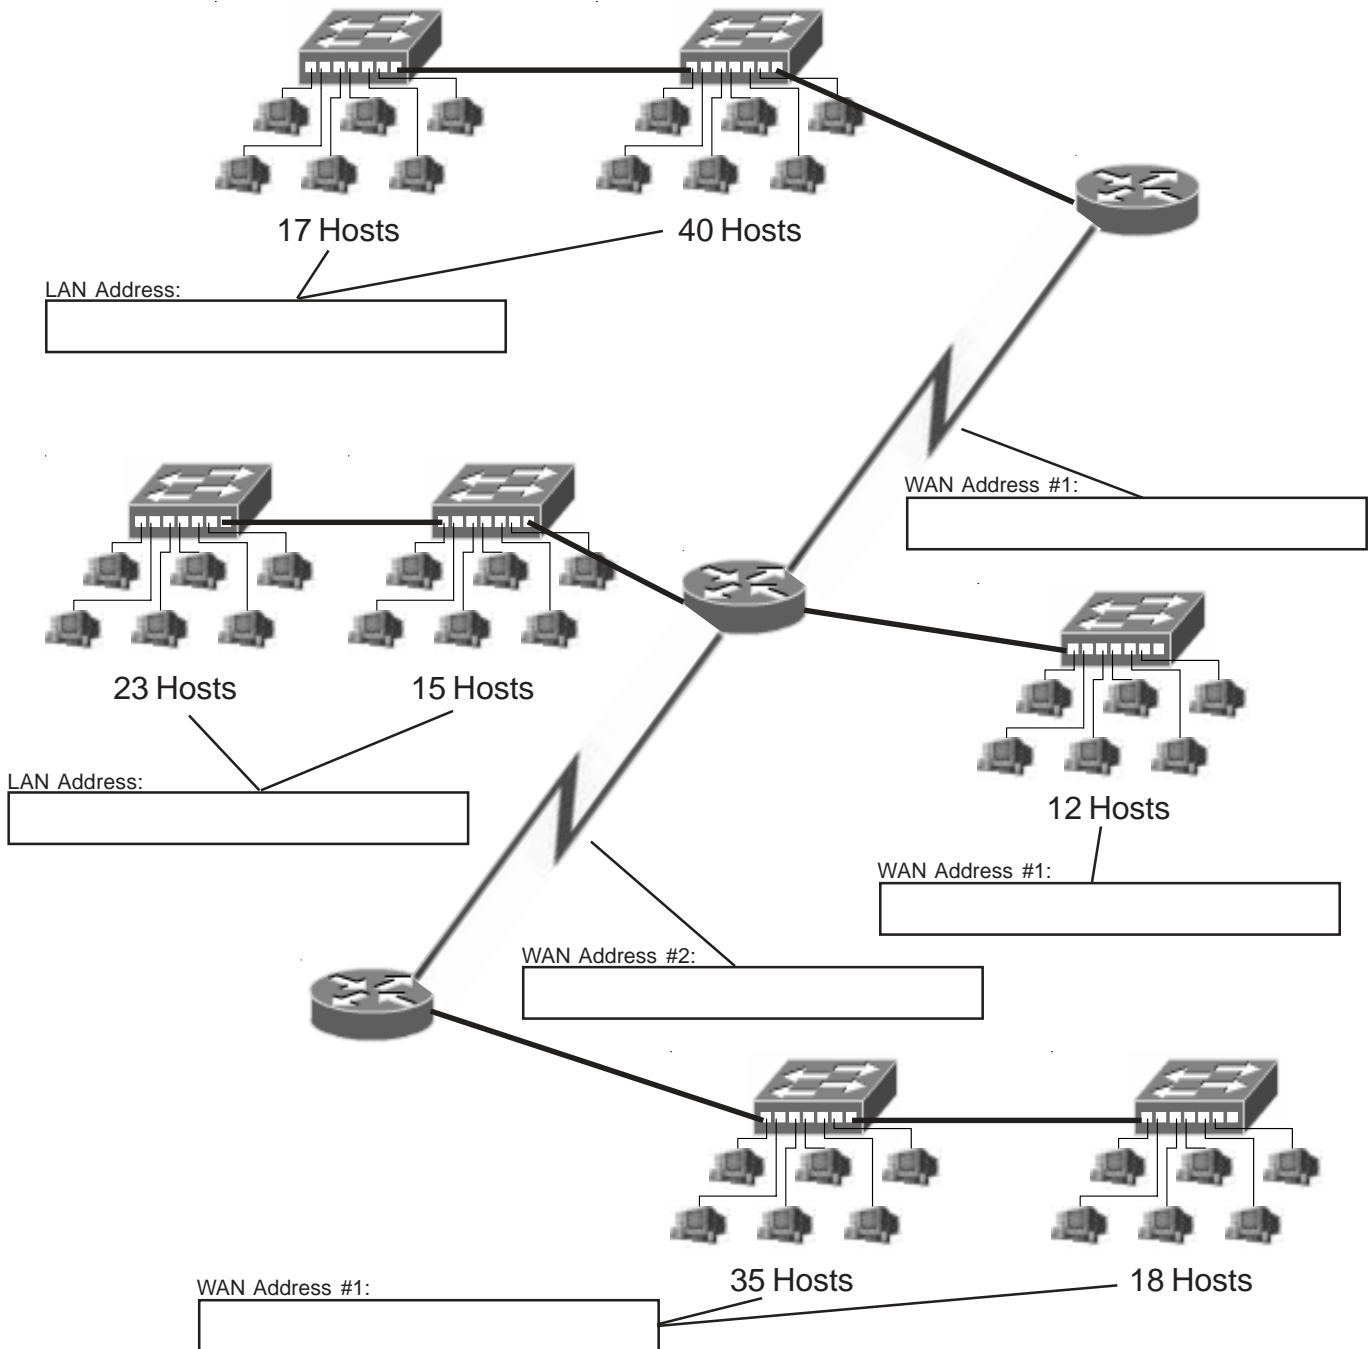 17 Hosts
40 Hosts
LAN Address:
WAN Address #1:
23 Hosts
15 Hosts
LAN Address:
12 Hosts
WAN Address #1:
WAN Address #2:
35 Hosts
18 Hosts
WAN Address #1: